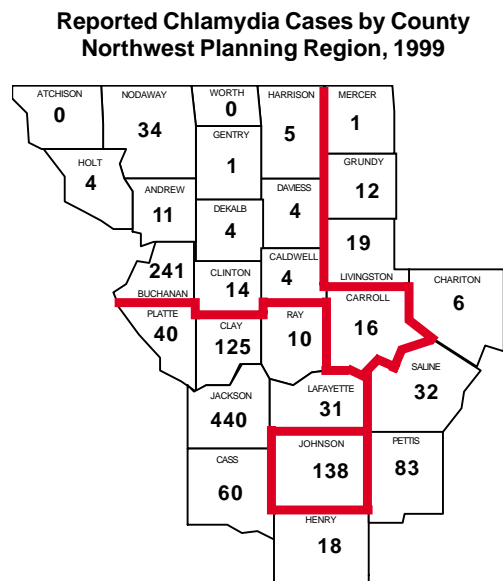 Reported Chlamydia Cases by County
Northwest Planning Region, 1999
ATCHISON
0
NODAWAY
34
WORTH
0
HARRISON
5
MERCER
1
HOLT
4
ANDREW
11
GENTRY
1
GRUNDY
12
DEKALB
4
DAVIESS
4
19
LIVINGSTON
241
BUCHANAN
CLINTON
14
CALDWELL
4
CARROLL
16
CHARITON
6
PLATTE
40
CLAY
125
RAY
10
SALINE
32
JACKSON
440
LAFAYETTE
31
CASS
60
JOHNSON
138
PETTIS
83
HENRY
18